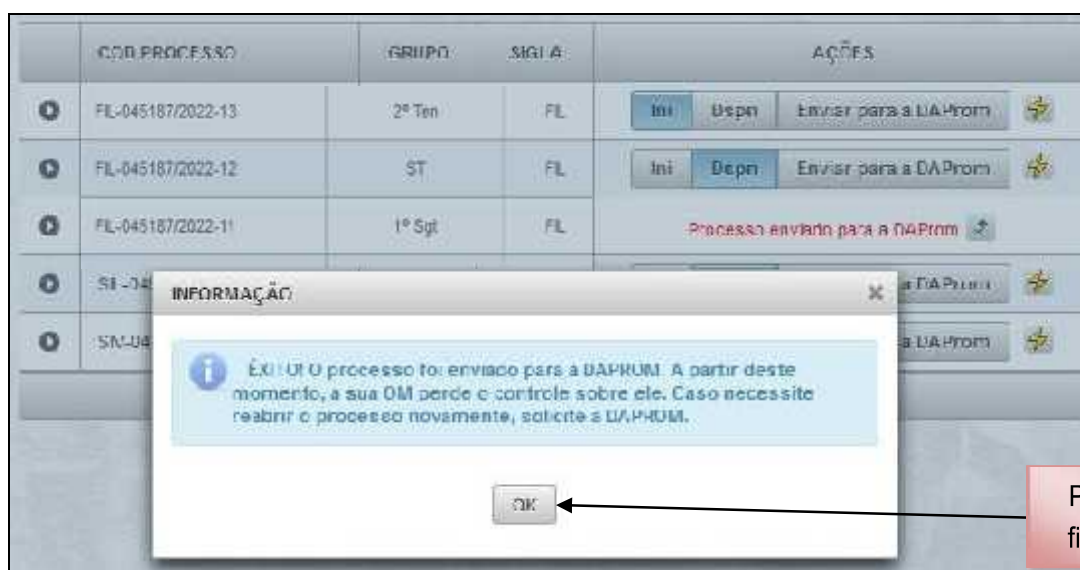 COD PROCESSO GRUPO SIGLA AÇÕES
FIL-045187/2022-13 2º Ten FIL Ini Dspn Enviar para a DAProm
FIL-045187/2022-12 ST FIL Ini Dspn Enviar para a DAProm
FIL-045187/2022-11 1º Sgt FIL Processo enviado para a DAProm
a DAProm
a DAProm
INFORMAÇÃO
ÊXITO! O processo foi enviado para a DAPROM. A partir deste
momento, a sua OM perde o controle sobre ele. Caso necessite
reabrir o processo novamente, solicite a DAPROM.
OK